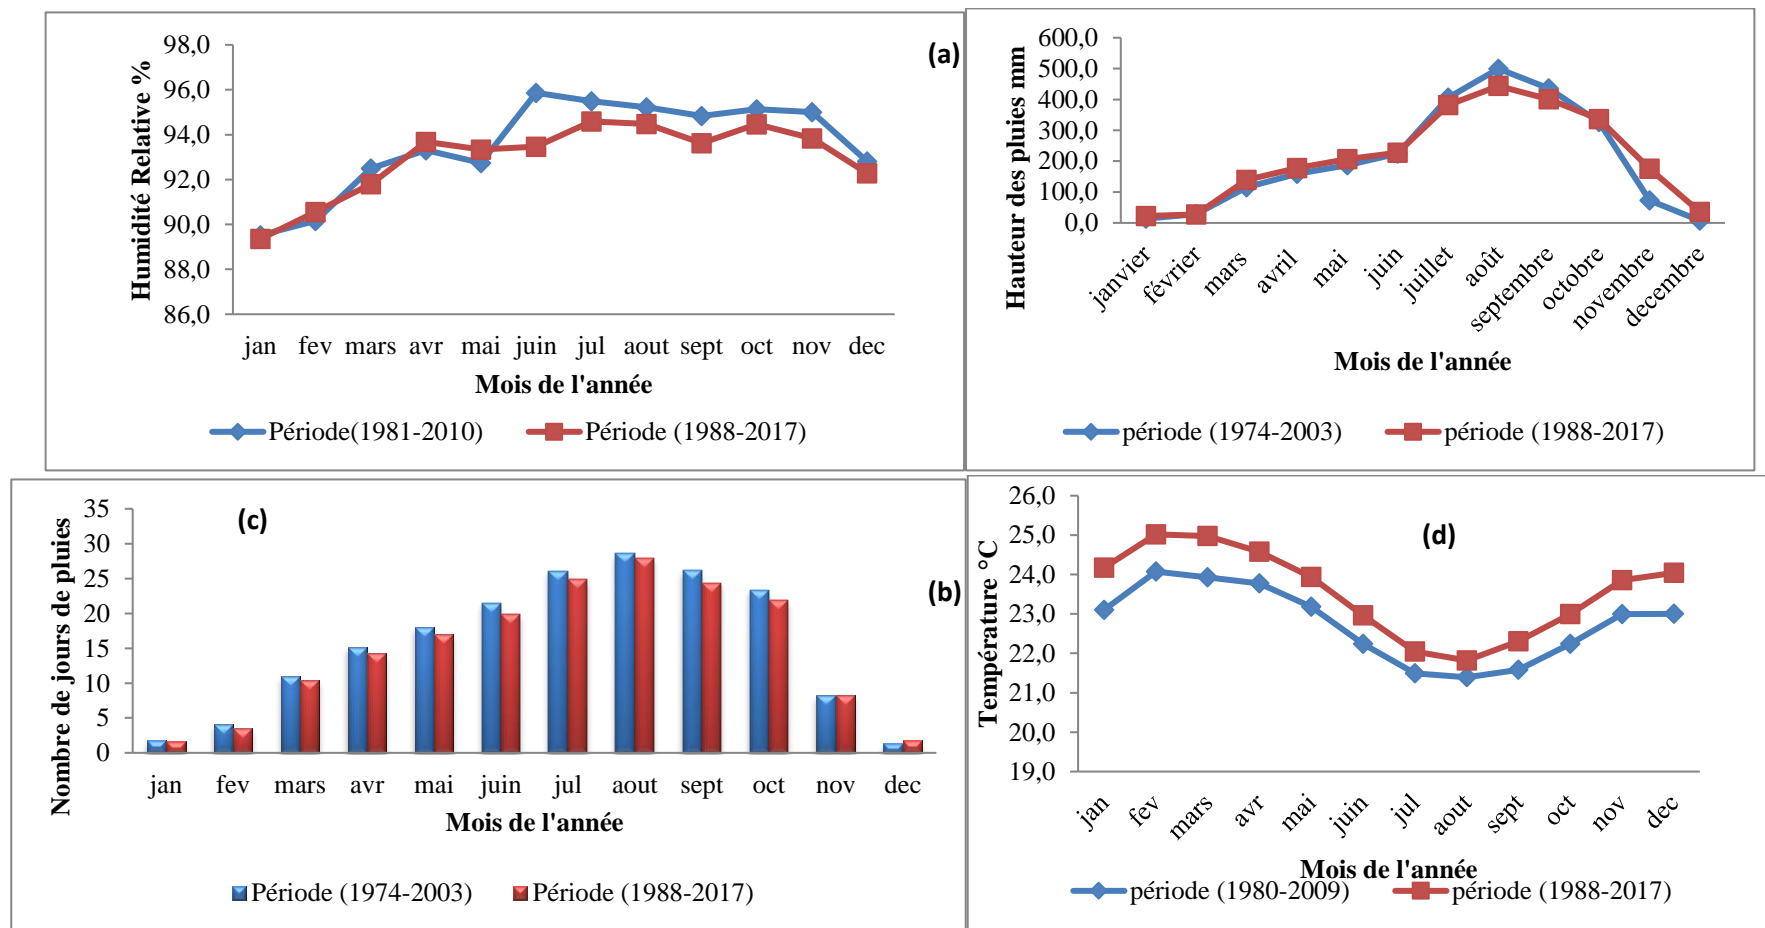 (a)
Humidité Relative %
98,0
96,0
94,0
92,0
90,0
88,0
86,0
jan fev mars avr mai juin jul aout sept oct nov dec
Mois de l'année
Période(1981-2010) Période (1988-2017)
Hauteur des pluies mm
600,0
500,0
400,0
300,0
200,0
100,0
0,0
janvier février mars avril mai juin juillet août septembre octobre novembre decembre
Mois de l'année
période (1974-2003) période (1988-2017)
(c)
(b)
Nombre de jours de pluies
35
30
25
20
15
10
5
0
jan fev mars avr mai juin jul aout sept oct nov dec
Mois de l'année
Période (1974-2003) Période (1988-2017)
(d)
Température °C
26,0
25,0
24,0
23,0
22,0
21,0
20,0
19,0
jan fev mars avr mai juin jul aout sept oct nov dec
Mois de l'année
période (1980-2009) période (1988-2017)